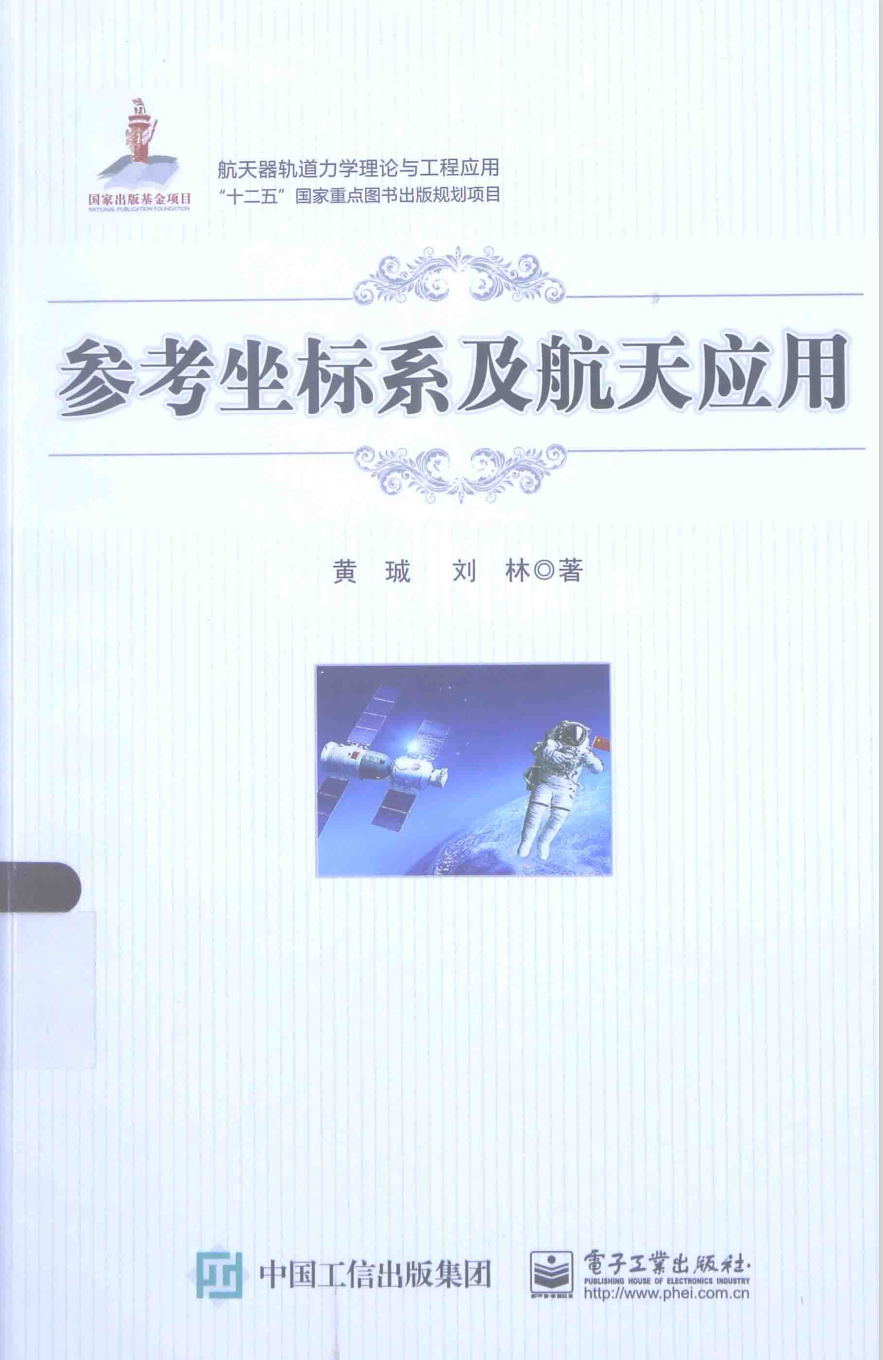 航天器轨道力学理论与工程应用
国家出版基金项目
NATIONAL PUBLICATION FOUNDATION
“十二五”国家重点图书出版规划项目
参考坐标系及航天应用
黄 珹 刘 林◎著
中国工信出版集团
電子工業出版社·
PUBLISHING HOUSE OF ELECTRONICS INDUSTRY
http://www.phei.com.cn